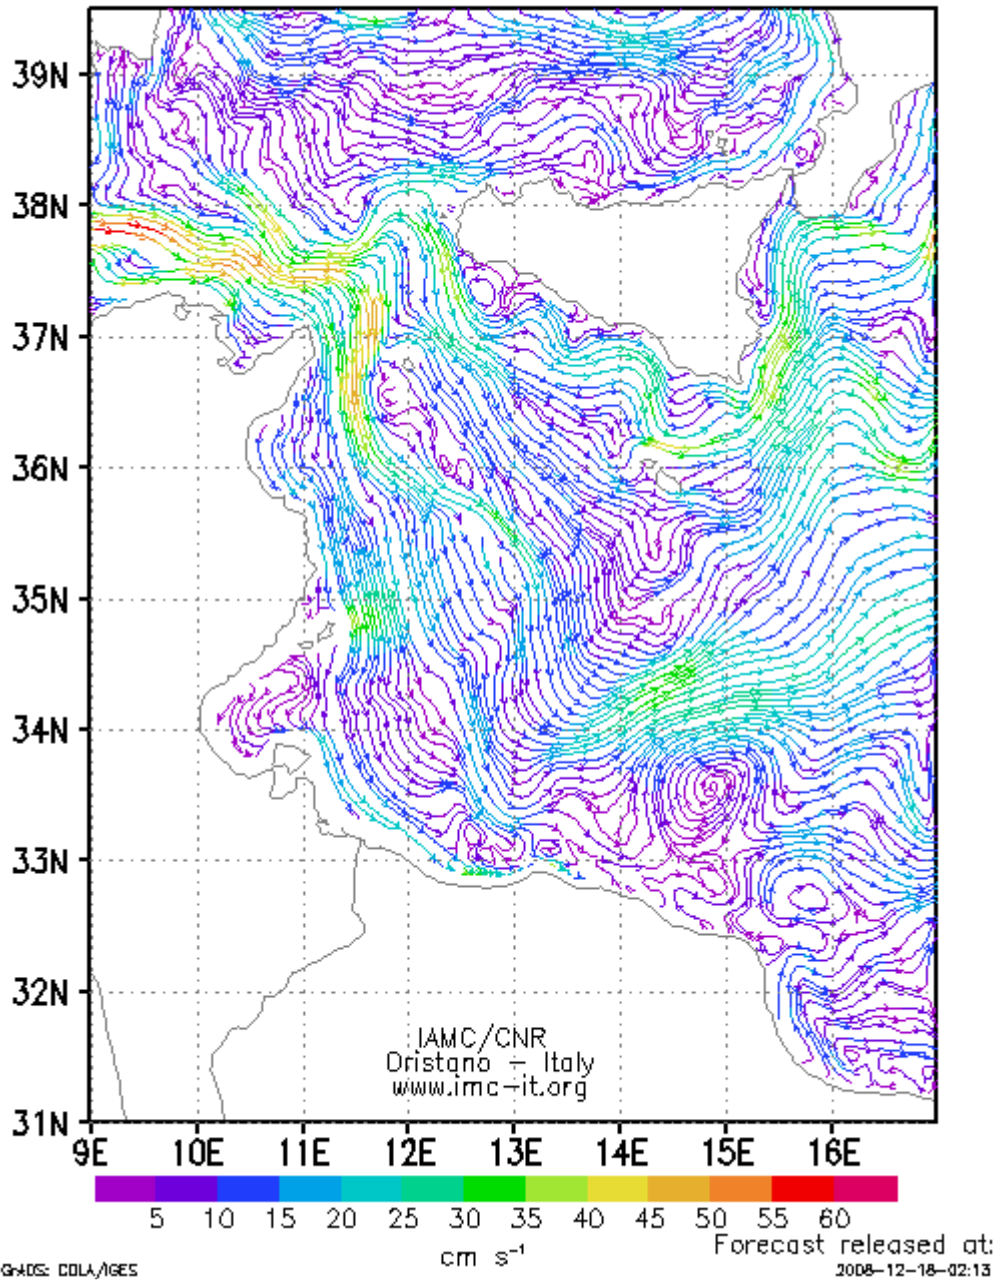 39N
38N
37N
36N
35N
34N
33N
32N
31N
IAMC/CNR
Oristano - Italy
www.imc-it.org
9E 10E 11E 12E 13E 14E 15E 16E
5 10 15 20 25 30 35 40 45 50 55 60
cm s⁻¹
Forecast released at:
GrADS: COLA/IGES
2008-12-18-02:13